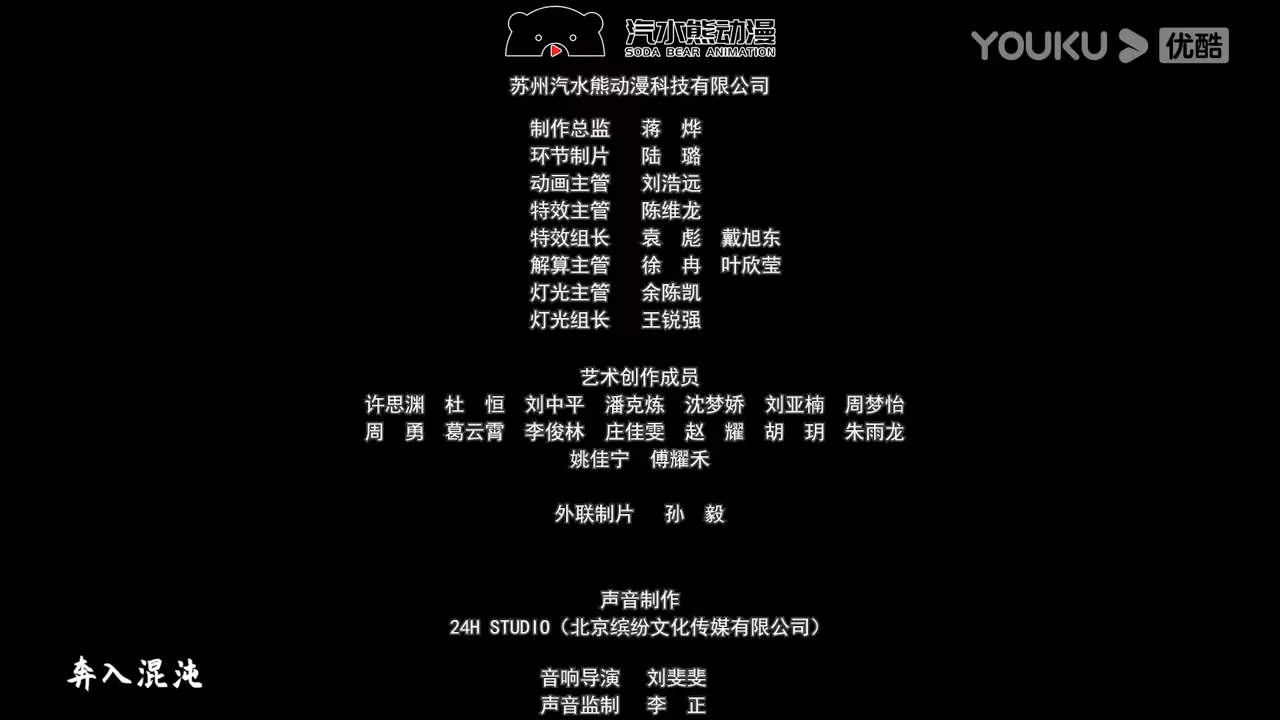 汽水熊动漫
SODA BEAR ANIMATION
YOUKU 优酷
苏州汽水熊动漫科技有限公司
制作总监 蒋 烨
环节制片 陆 璐
动画主管 刘浩远
特效主管 陈维龙
特效组长 袁 彪 戴旭东
解算主管 徐 冉 叶欣莹
灯光主管 余陈凯
灯光组长 王锐强
艺术创作成员
许思渊 杜 恒 刘中平 潘克炼 沈梦娇 刘亚楠 周梦怡
周 勇 葛云霄 李俊林 庄佳雯 赵 耀 胡 玥 朱雨龙
姚佳宁 傅耀禾
外联制片 孙 毅
声音制作
24H STUDIO（北京缤纷文化传媒有限公司）
奔入混沌
音响导演 刘斐斐
声音监制 李 正